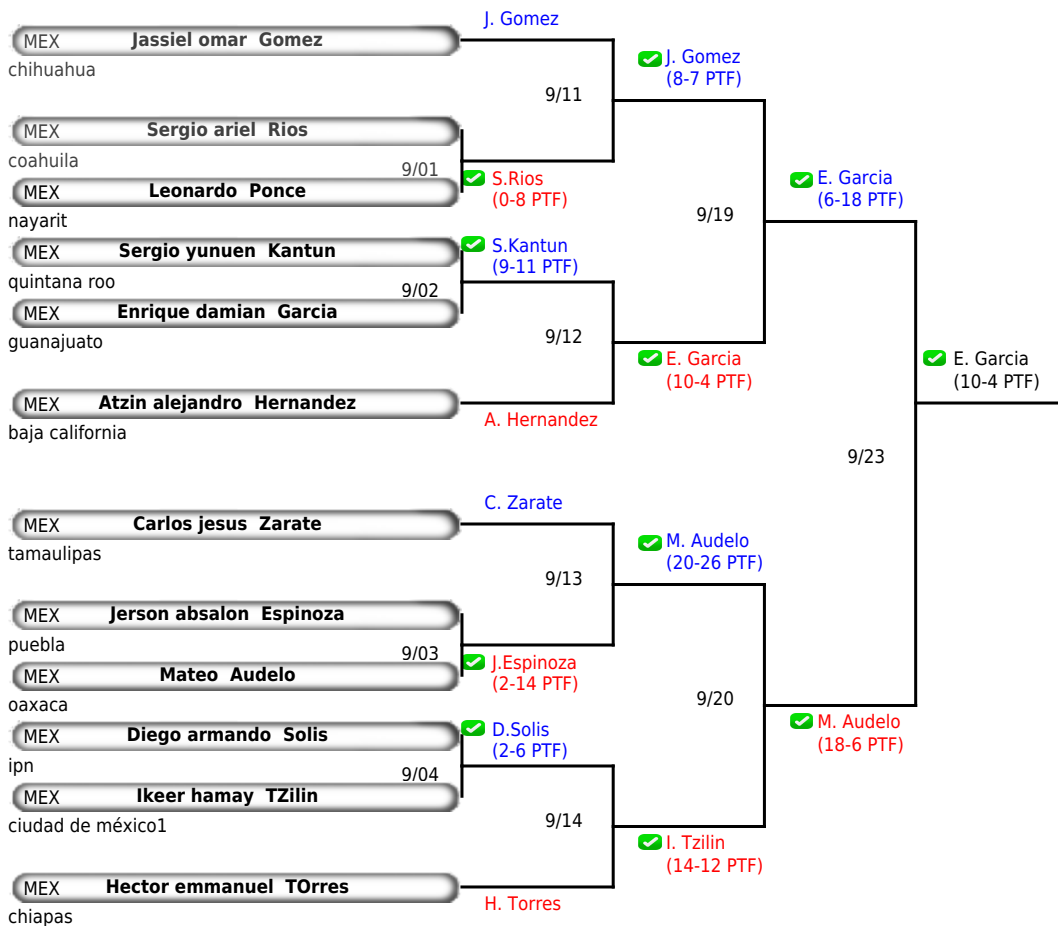 J. Gomez
MEX Jassiel omar Gomez
chihuahua
J. Gomez
(8-7 PTF)
9/11
MEX Sergio ariel Rios
coahuila
9/01
S.Rios
(0-8 PTF)
MEX Leonardo Ponce
nayarit
E. Garcia
(6-18 PTF)
9/19
MEX Sergio yunuen Kantun
quintana roo
S.Kantun
(9-11 PTF)
9/02
MEX Enrique damian Garcia
guanajuato
9/12
E. Garcia
(10-4 PTF)
E. Garcia
(10-4 PTF)
MEX Atzin alejandro Hernandez
baja california
A. Hernandez
9/23
C. Zarate
MEX Carlos jesus Zarate
tamaulipas
M. Audelo
(20-26 PTF)
9/13
MEX Jerson absalon Espinoza
puebla
9/03
J.Espinoza
(2-14 PTF)
MEX Mateo Audelo
oaxaca
9/20
M. Audelo
(18-6 PTF)
MEX Diego armando Solis
ipn
D.Solis
(2-6 PTF)
9/04
MEX Ikeer hamay TZilin
ciudad de méxico1
9/14
I. Tzilin
(14-12 PTF)
MEX Hector emmanuel TOrres
chiapas
H. Torres